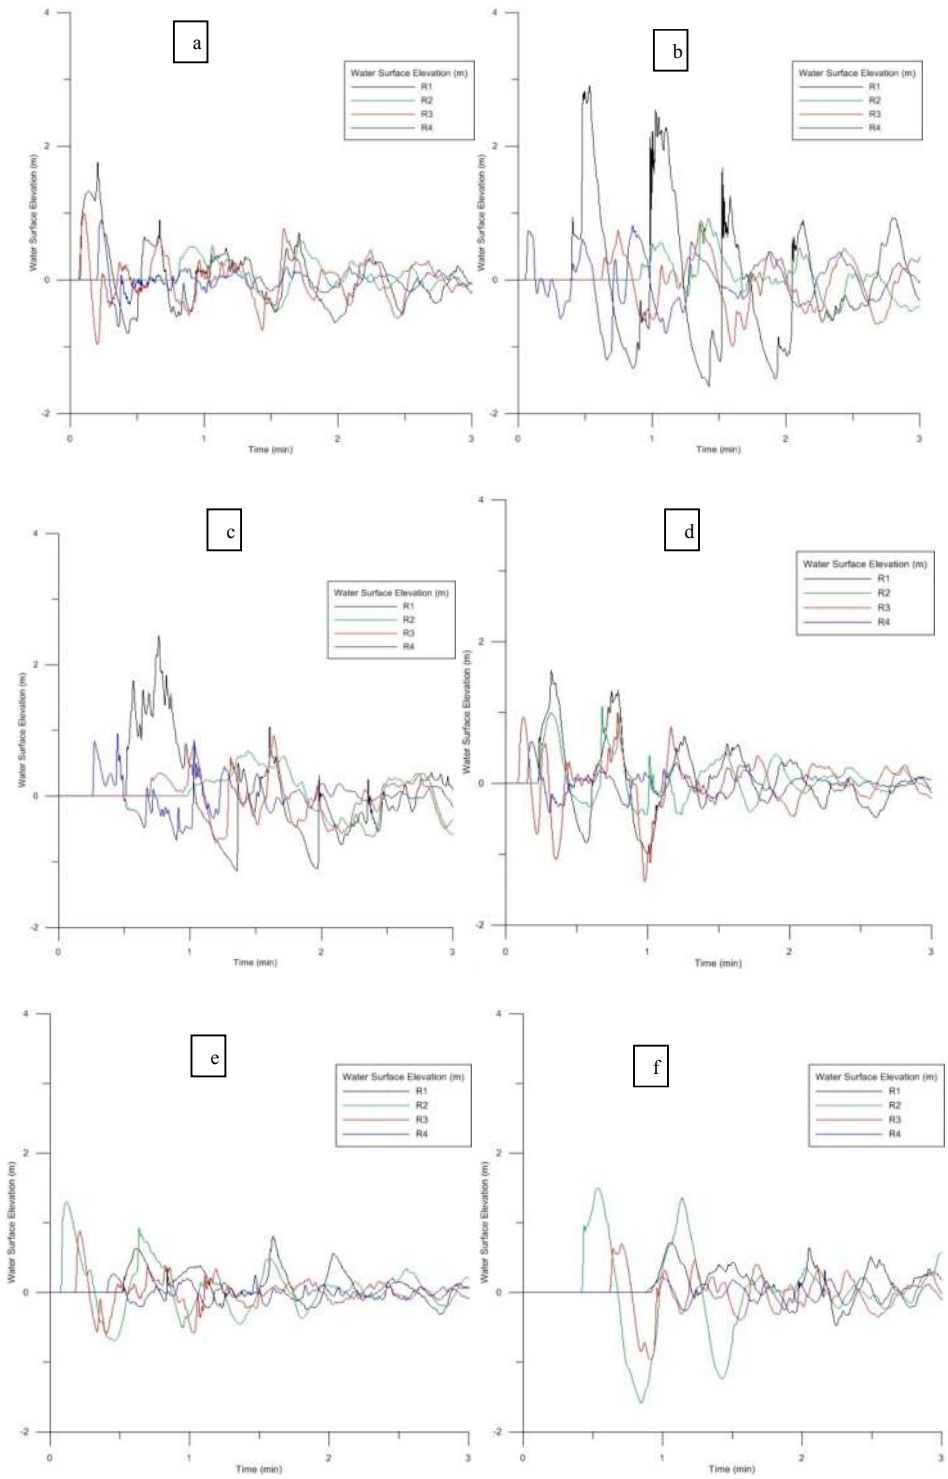 a
4
2
0
-2
Water Surface Elevation (m)
Water Surface Elevation (m)
R1
R2
R3
R4
0
1
2
3
Time (min)
b
4
2
0
-2
Water Surface Elevation (m)
Water Surface Elevation (m)
R1
R2
R3
R4
0
1
2
3
Time (min)
c
4
2
0
-2
Water Surface Elevation (m)
Water Surface Elevation (m)
R1
R2
R3
R4
0
1
2
3
Time (min)
d
4
2
0
-2
Water Surface Elevation (m)
Water Surface Elevation (m)
R1
R2
R3
R4
0
1
2
3
Time (min)
e
4
2
0
-2
Water Surface Elevation (m)
Water Surface Elevation (m)
R1
R2
R3
R4
0
1
2
3
Time (min)
f
4
2
0
-2
Water Surface Elevation (m)
Water Surface Elevation (m)
R1
R2
R3
R4
0
1
2
3
Time (min)